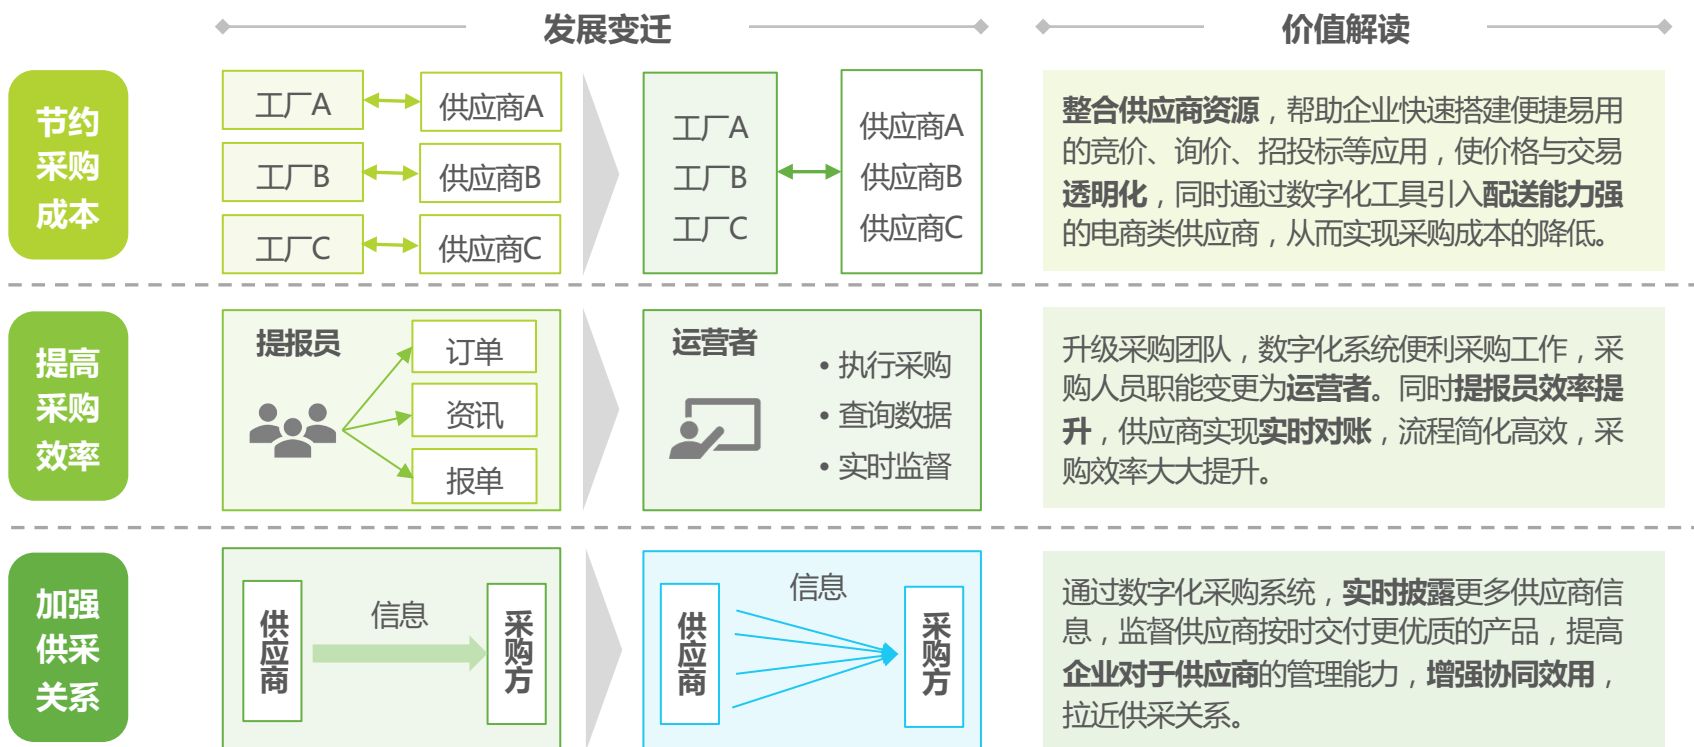 发展变迁
价值解读
节约
采购
成本
工厂A
供应商A
工厂B
供应商B
工厂C
供应商C
工厂A
工厂B
工厂C
供应商A
供应商B
供应商C
整合供应商资源，帮助企业快速搭建便捷易用
的竞价、询价、招投标等应用，使价格与交易
透明化，同时通过数字化工具引入配送能力强
的电商类供应商，从而实现采购成本的降低。
提高
采购
效率
提报员
订单
资讯
报单
运营者
• 执行采购
• 查询数据
• 实时监督
升级采购团队，数字化系统便利采购工作，采
购人员职能变更为运营者。同时提报员效率提
升，供应商实现实时对账，流程简化高效，采
购效率大大提升。
加强
供采
关系
供应商
信息
采购方
供应商
信息
采购方
通过数字化采购系统，实时披露更多供应商信
息，监督供应商按时交付更优质的产品，提高
企业对于供应商的管理能力，增强协同效用，
拉近供采关系。